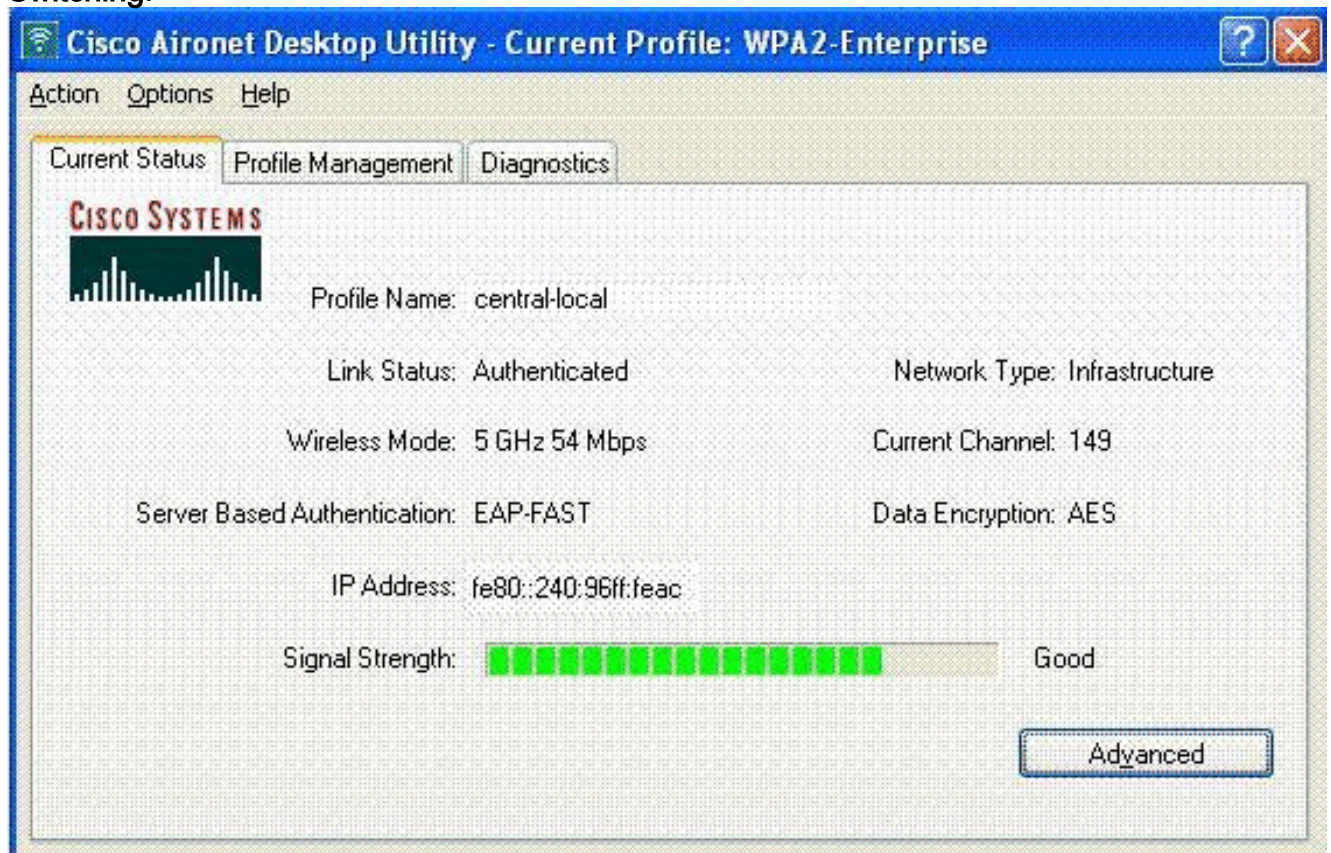 Cisco Aironet Desktop Utility - Current Profile: WPA2-Enterprise
Action Options Help
Current Status Profile Management Diagnostics
CISCO SYSTEMS
Profile Name: central-local
Link Status: Authenticated Network Type: Infrastructure
Wireless Mode: 5 GHz 54 Mbps Current Channel: 149
Server Based Authentication: EAP-FAST Data Encryption: AES
IP Address: fe80::240:96ff:feac
Signal Strength: Good
Advanced